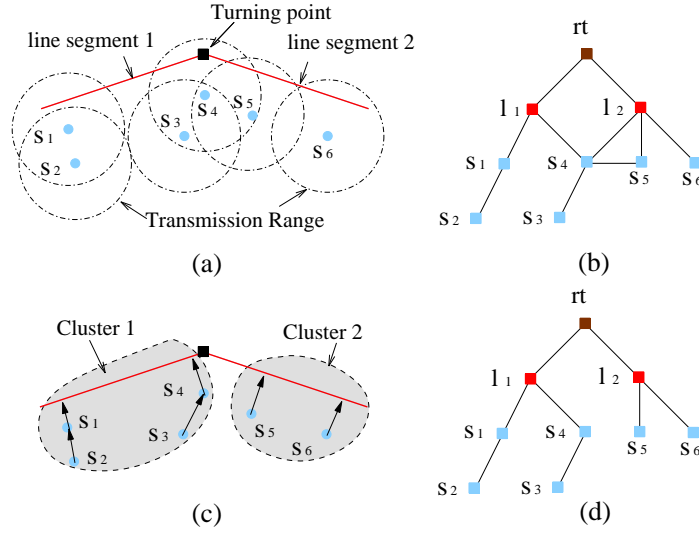 Turning point
line segment 1
line segment 2
S1
S2
S3
S4
S5
S6
Transmission Range
(a)
rt
l1
l2
S1
S4
S5
S6
S2
S3
(b)
Cluster 1
Cluster 2
S4
S1
S3
S5
S2
S6
(c)
rt
l1
l2
S1
S4
S5
S6
S2
S3
(d)